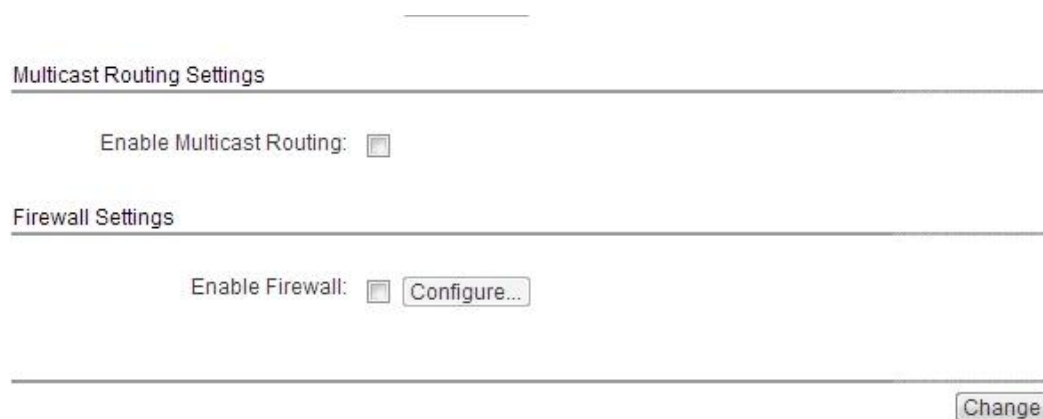 Multicast Routing Settings
Enable Multicast Routing:
Firewall Settings
Enable Firewall: Configure...
Change